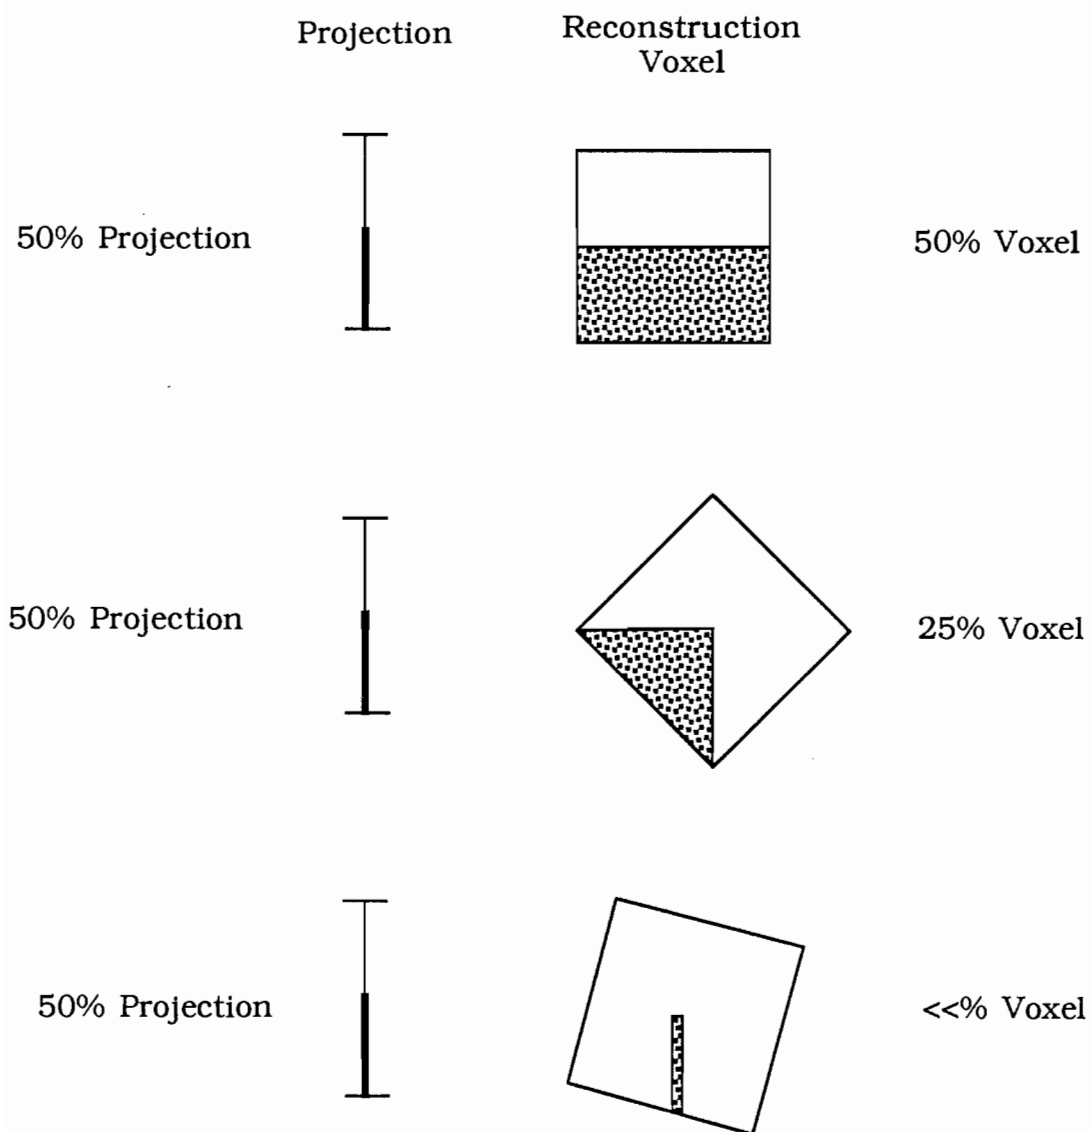 Projection
Reconstruction
Voxel
50% Projection
50% Voxel
50% Projection
25% Voxel
50% Projection
<<% Voxel